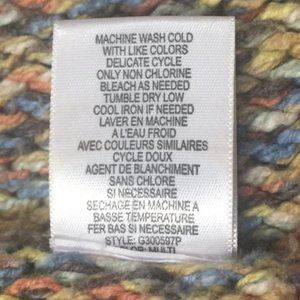 MACHINE WASH COLD
WITH LIKE COLORS
DELICATE CYCLE
ONLY NON CHLORINE
BLEACH AS NEEDED
TUMBLE DRY LOW
COOL IRON IF NEEDED
LAVER EN MACHINE
A L'EAU FROID
AVEC COULEURS SIMILAIRES
CYCLE DOUX
AGENT DE BLANCHIMENT
SANS CHLORE
SI NECESSAIRE
SECHAGE EN MACHINE A
BASSE TEMPERATURE
FER BAS SI NECESSAIRE
STYLE: G300597P
COLOR: MULTI